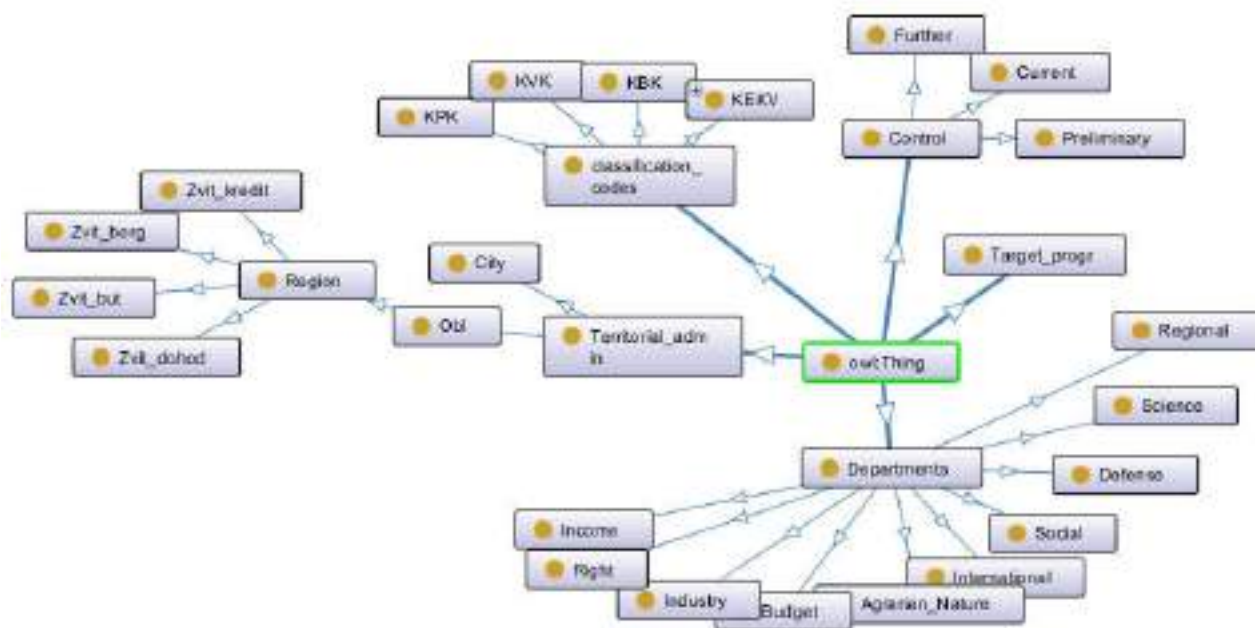 Further
Current
KVK
KBK
KEKV
KPK
Control
Preliminary
classification_
codes
Zvit_kredit
Zvit_borg
City
Target_progr
Region
Zvit_but
Obl
Territorial_adm
in
Regional
Zvit_dohod
owl:Thing
Science
Departments
Defense
Income
Social
Right
International
Industry
Budget
Agrarian_Nature